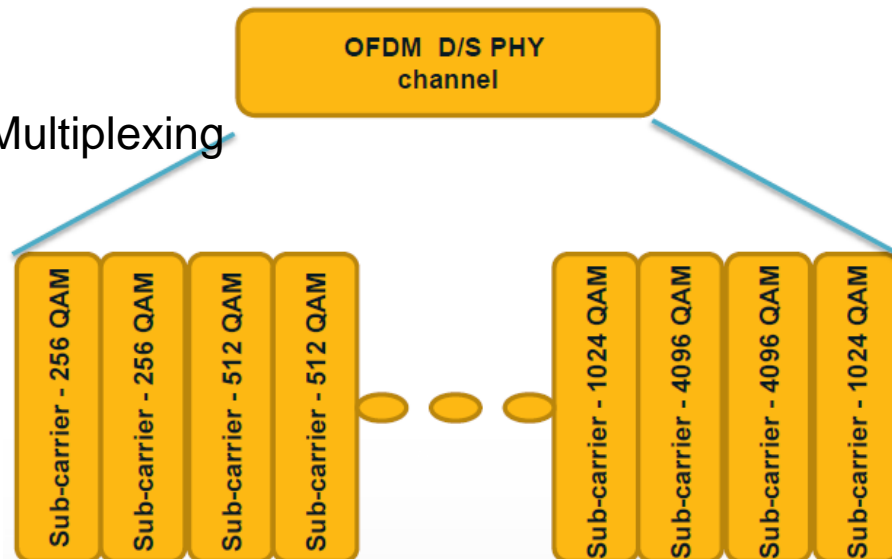 OFDM D/S PHY
channel
Multiplexing
Sub-carrier - 256 QAM
Sub-carrier - 256 QAM
Sub-carrier - 512 QAM
Sub-carrier - 512 QAM
Sub-carrier - 1024 QAM
Sub-carrier - 4096 QAM
Sub-carrier - 4096 QAM
Sub-carrier - 1024 QAM